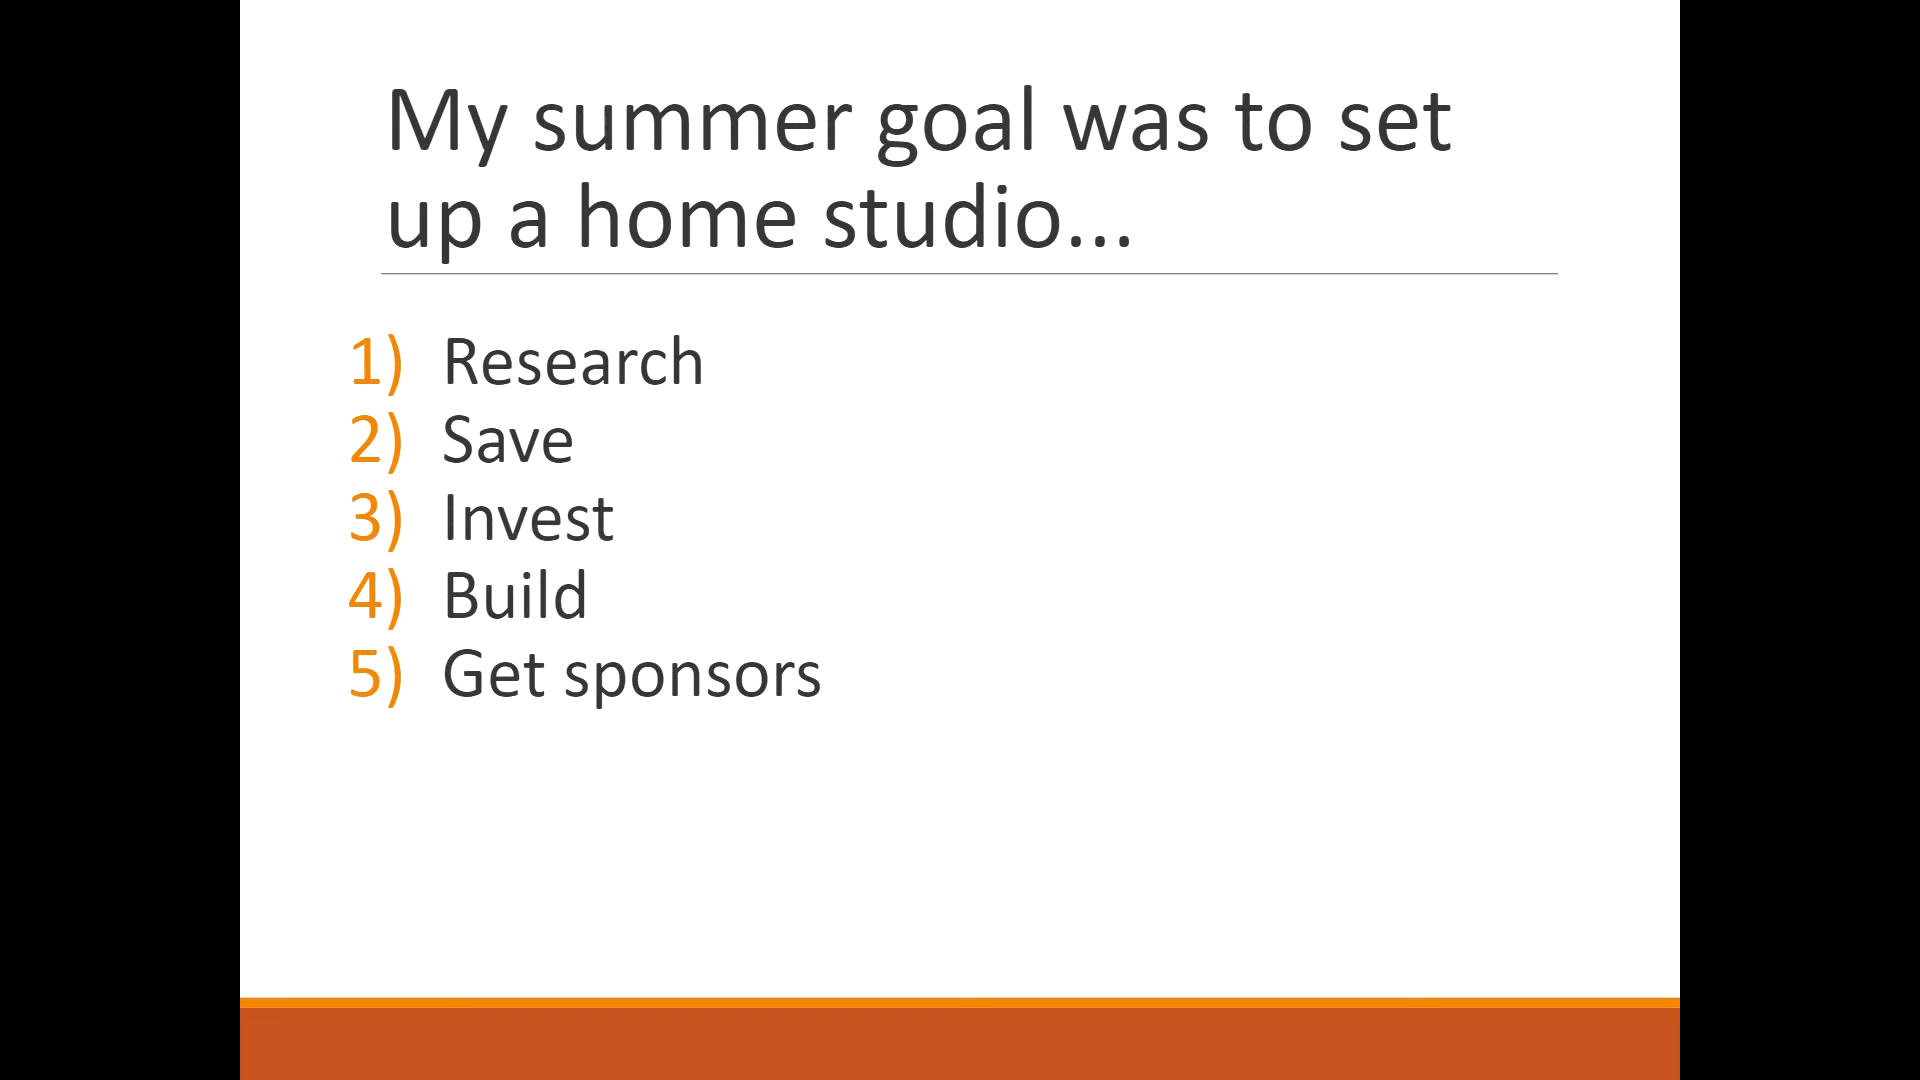 My summer goal was to set
up a home studio...
1) Research
2) Save
3) Invest
4) Build
5) Get sponsors